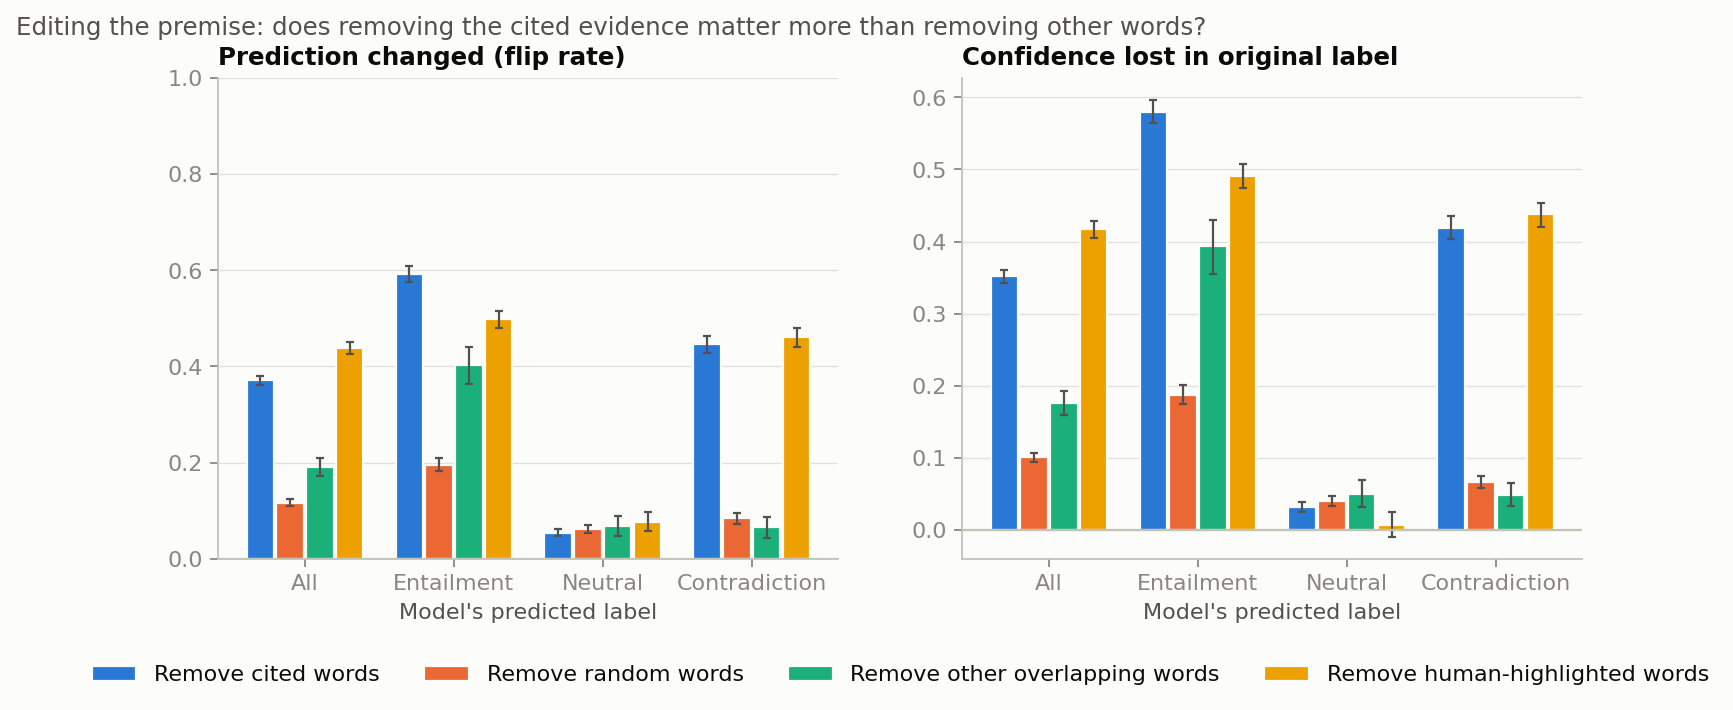 Editing the premise: does removing the cited evidence matter more than removing other words?
Prediction changed (flip rate)
1.0
0.8
0.6
0.4
0.2
0.0
All Entailment Neutral Contradiction
Model's predicted label
Confidence lost in original label
0.6
0.5
0.4
0.3
0.2
0.1
0.0
All Entailment Neutral Contradiction
Model's predicted label
Remove cited words Remove random words Remove other overlapping words Remove human-highlighted words